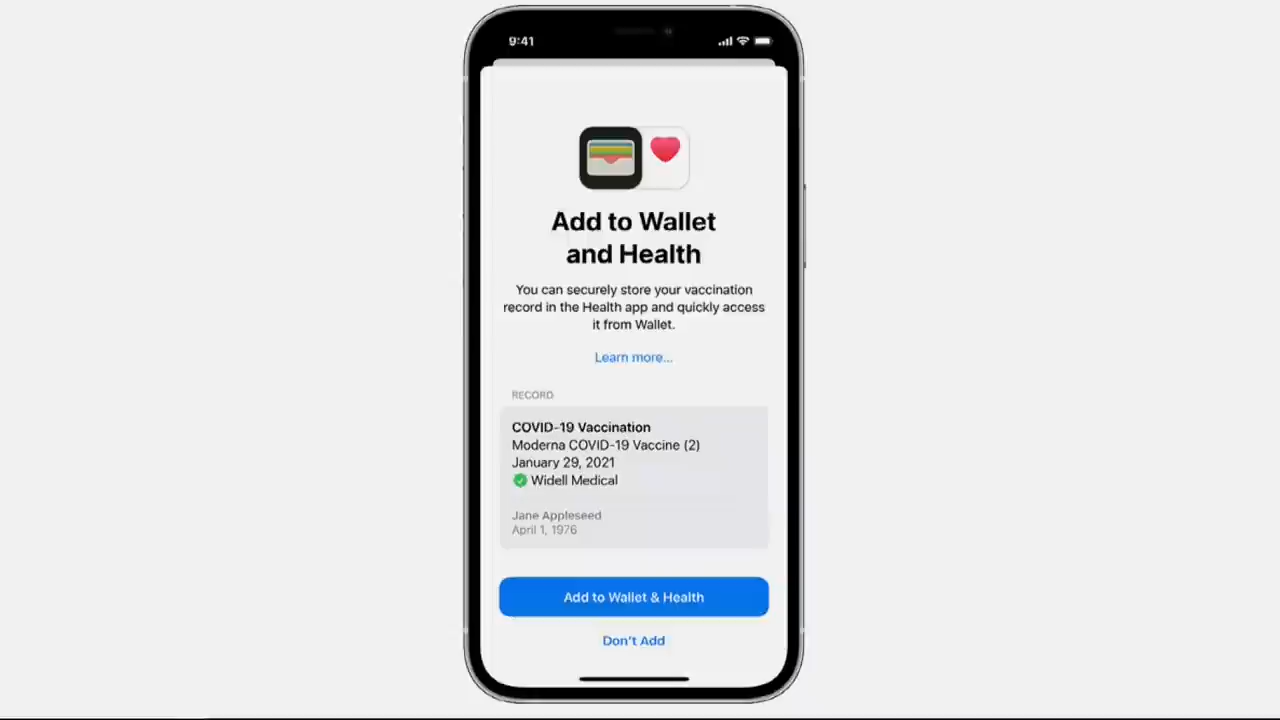 9:41
Add to Wallet
and Health
You can securely store your vaccination
record in the Health app and quickly access
it from Wallet.
Learn more...
RECORD
COVID-19 Vaccination
Moderna COVID-19 Vaccine (2)
January 29, 2021
Widell Medical
Jane Appleseed
April 1, 1976
Add to Wallet & Health
Don't Add